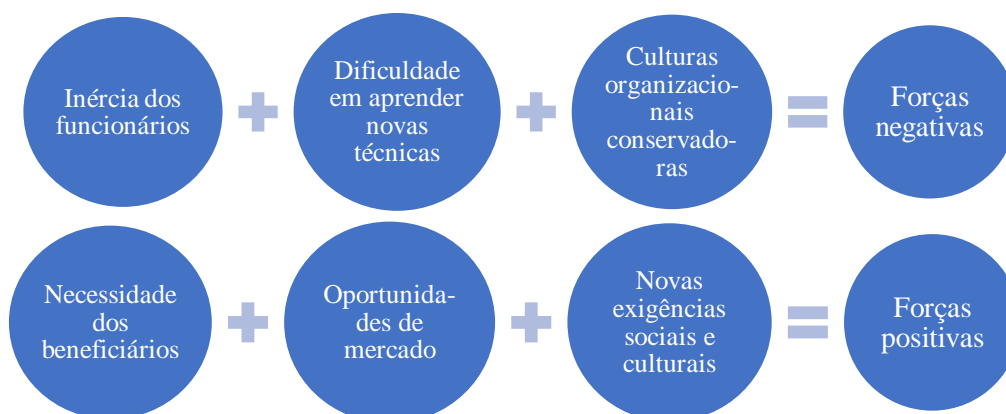 Inércia dos
funcionários
Dificuldade
em aprender
novas
técnicas
Culturas
organizacio-
nais
conservado-
ras
Forças
negativas
Necessidade
dos
beneficiários
Oportunida-
des de
mercado
Novas
exigências
sociais e
culturais
Forças
positivas